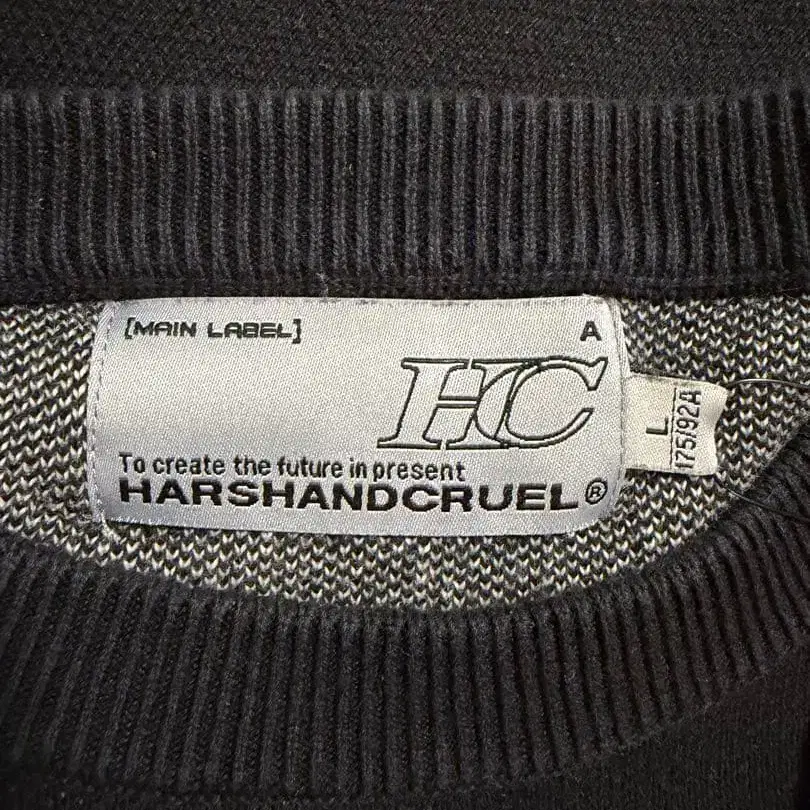 [MAIN LABEL]
A
HC
To create the future in present
HARSHANDCRUEL®
L
175/92A